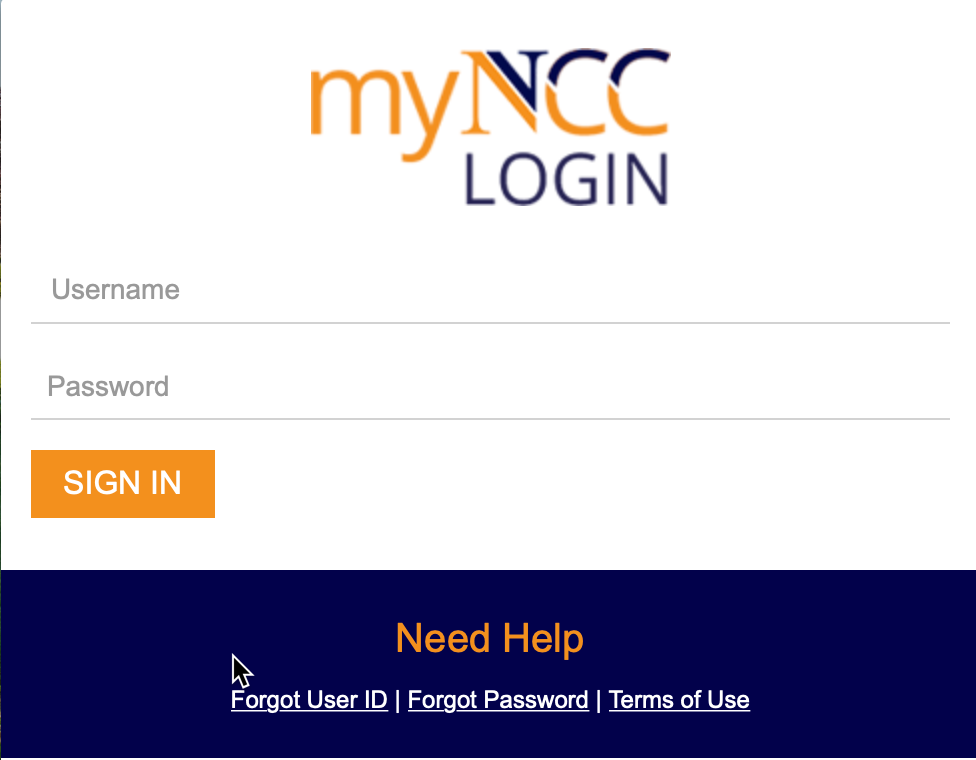 myNCC
LOGIN
Username
Password
SIGN IN
Need Help
Forgot User ID | Forgot Password | Terms of Use